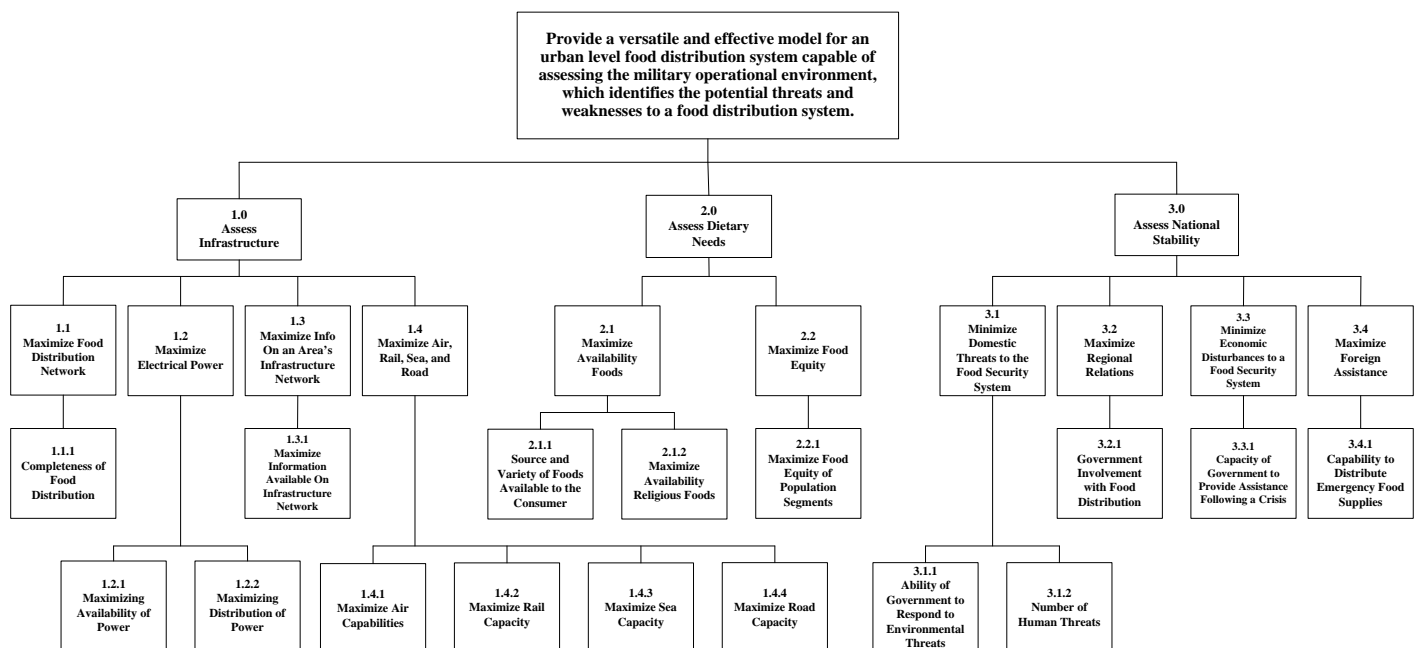 Provide a versatile and effective model for an
urban level food distribution system capable of
assessing the military operational environment,
which identifies the potential threats and
weaknesses to a food distribution system.
1.0
Assess
Infrastructure
2.0
Assess Dietary
Needs
3.0
Assess National
Stability
1.1
Maximize Food
Distribution
Network
1.2
Maximize
Electrical Power
1.3
Maximize Info
On an Area's
Infrastructure
Network
1.4
Maximize Air,
Rail, Sea, and
Road
2.1
Maximize
Availability
Foods
2.2
Maximize Food
Equity
3.1
Minimize
Domestic
Threats to the
Food Security
System
3.2
Maximize
Regional
Relations
3.3
Minimize
Economic
Disturbances to a
Food Security
System
3.4
Maximize
Foreign
Assistance
1.1.1
Completeness of
Food
Distribution
1.3.1
Maximize
Information
Available On
Infrastructure
Network
2.1.1
Source and
Variety of Foods
Available to the
Consumer
2.1.2
Maximize
Availability
Religious Foods
2.2.1
Maximize Food
Equity of
Population
Segments
3.2.1
Government
Involvement
with Food
Distribution
3.3.1
Capacity of
Government to
Provide Assistance
Following a Crisis
3.4.1
Capability to
Distribute
Emergency Food
Supplies
1.2.1
Maximizing
Availability of
Power
1.2.2
Maximizing
Distribution of
Power
1.4.1
Maximize Air
Capabilities
1.4.2
Maximize Rail
Capacity
1.4.3
Maximize Sea
Capacity
1.4.4
Maximize Road
Capacity
3.1.1
Ability of
Government to
Respond to
Environmental
Threats
3.1.2
Number of
Human Threats